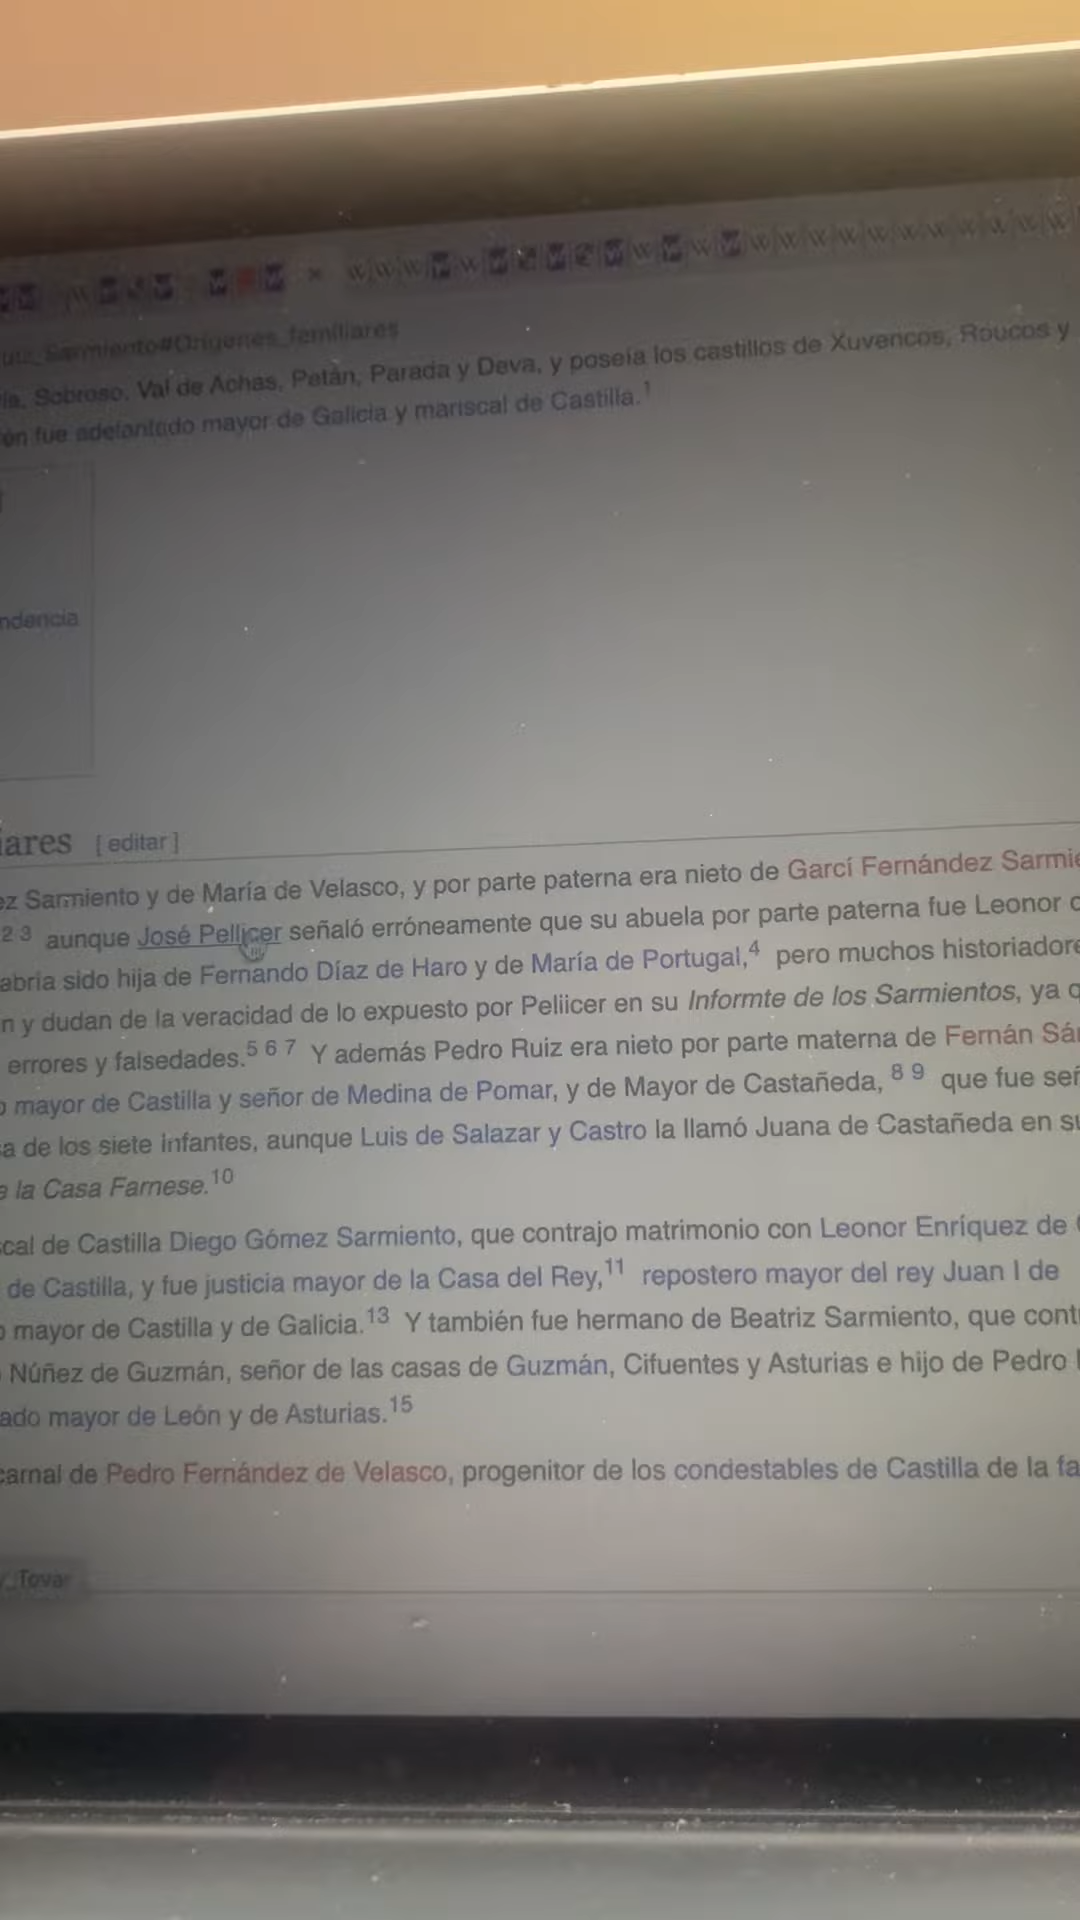 Sarmiento#Orígenes_familiares
Sobroso, Val de Achas, Petán, Parada y Deva, y poseía los castillos de Xuvencos, Roucos y
fue adelantado mayor de Galicia y mariscal de Castilla.1
ndencia
iares [ editar ]
ez Sarmiento y de María de Velasco, y por parte paterna era nieto de Garcí Fernández Sarmie
2 3 aunque José Pellicer señaló erróneamente que su abuela por parte paterna fue Leonor d
abría sido hija de Fernando Díaz de Haro y de María de Portugal,4 pero muchos historiadore
n y dudan de la veracidad de lo expuesto por Peliicer en su Informte de los Sarmientos, ya q
errores y falsedades.5 6 7 Y además Pedro Ruiz era nieto por parte materna de Fernán Sán
o mayor de Castilla y señor de Medina de Pomar, y de Mayor de Castañeda, 8 9 que fue señ
sa de los siete infantes, aunque Luis de Salazar y Castro la llamó Juana de Castañeda en su
e la Casa Farnese.10
scal de Castilla Diego Gómez Sarmiento, que contrajo matrimonio con Leonor Enríquez de C
de Castilla, y fue justicia mayor de la Casa del Rey,11 repostero mayor del rey Juan I de
o mayor de Castilla y de Galicia.13 Y también fue hermano de Beatriz Sarmiento, que contr
Núñez de Guzmán, señor de las casas de Guzmán, Cifuentes y Asturias e hijo de Pedro
ado mayor de León y de Asturias.15
carnal de Pedro Fernández de Velasco, progenitor de los condestables de Castilla de la fa
y_Tovar